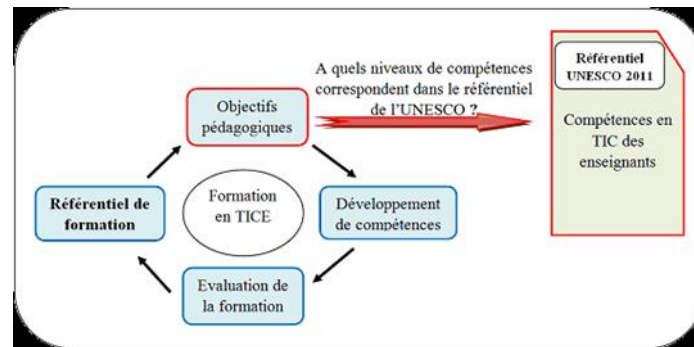 A quels niveaux de compétences
correspondent dans le référentiel
de l'UNESCO ?
Référentiel
UNESCO 2011
Compétences en
TIC des
enseignants
Objectifs
pédagogiques
Formation
en TICE
Référentiel de
formation
Développement
de compétences
Evaluation de
la formation